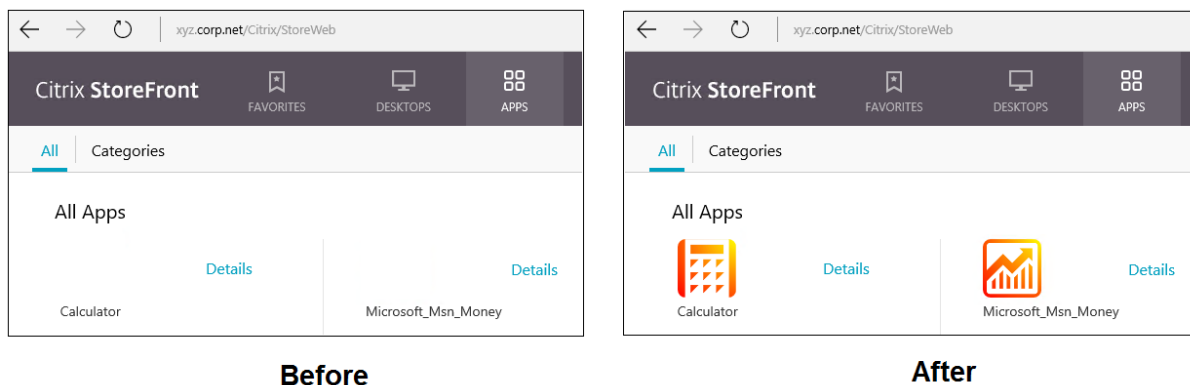 xyz.corp.net/Citrix/StoreWeb
Citrix StoreFront
FAVORITES
DESKTOPS
APPS
All
Categories
All Apps
Details
Details
Calculator
Microsoft_Msn_Money
Before
xyz.corp.net/Citrix/StoreWeb
Citrix StoreFront
FAVORITES
DESKTOPS
APPS
All
Categories
All Apps
Details
Details
Calculator
Microsoft_Msn_Money
After